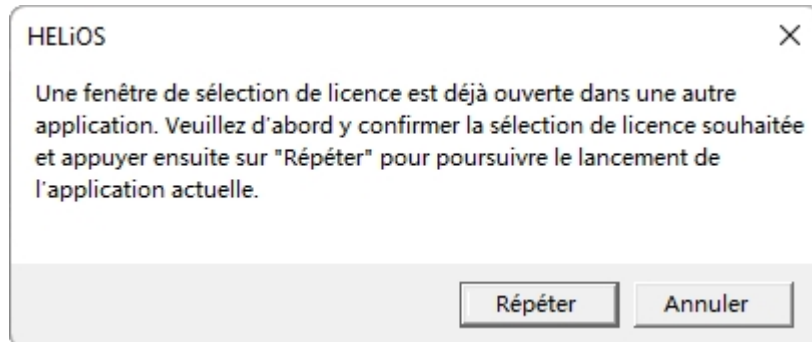 HELiOS
Une fenêtre de sélection de licence est déjà ouverte dans une autre
application. Veuillez d'abord y confirmer la sélection de licence souhaitée
et appuyer ensuite sur "Répéter" pour poursuivre le lancement de
l'application actuelle.
Répéter
Annuler